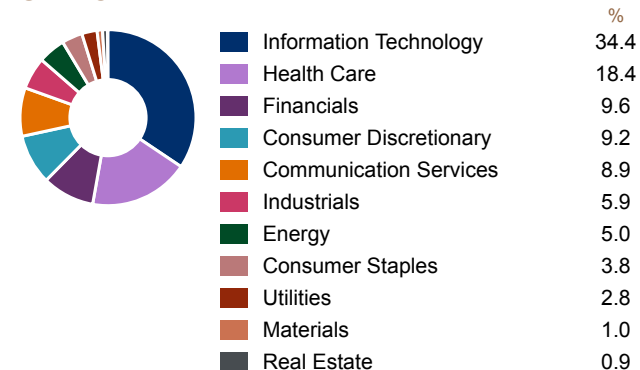 %
Information Technology 34.4
Health Care 18.4
Financials 9.6
Consumer Discretionary 9.2
Communication Services 8.9
Industrials 5.9
Energy 5.0
Consumer Staples 3.8
Utilities 2.8
Materials 1.0
Real Estate 0.9